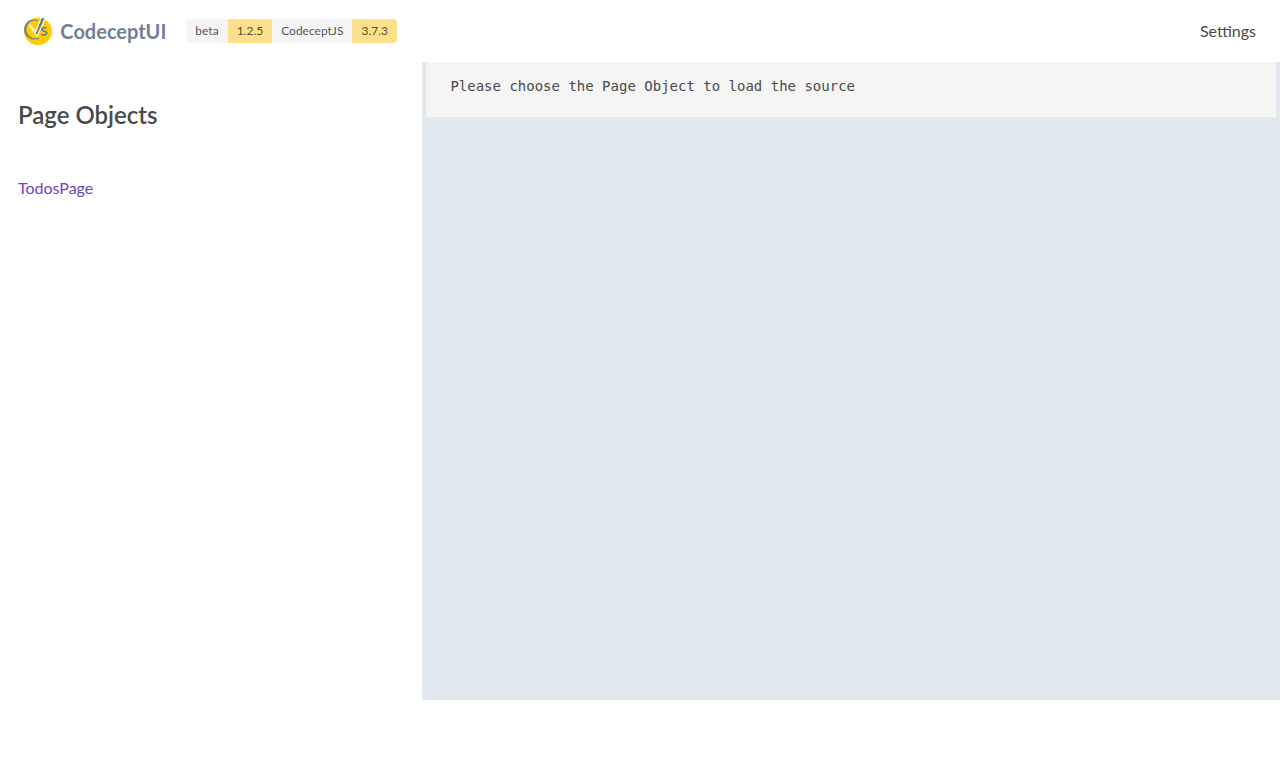 CodeceptUI beta 1.2.5 CodeceptJS 3.7.3 Settings
Page Objects
TodosPage
Please choose the Page Object to load the source